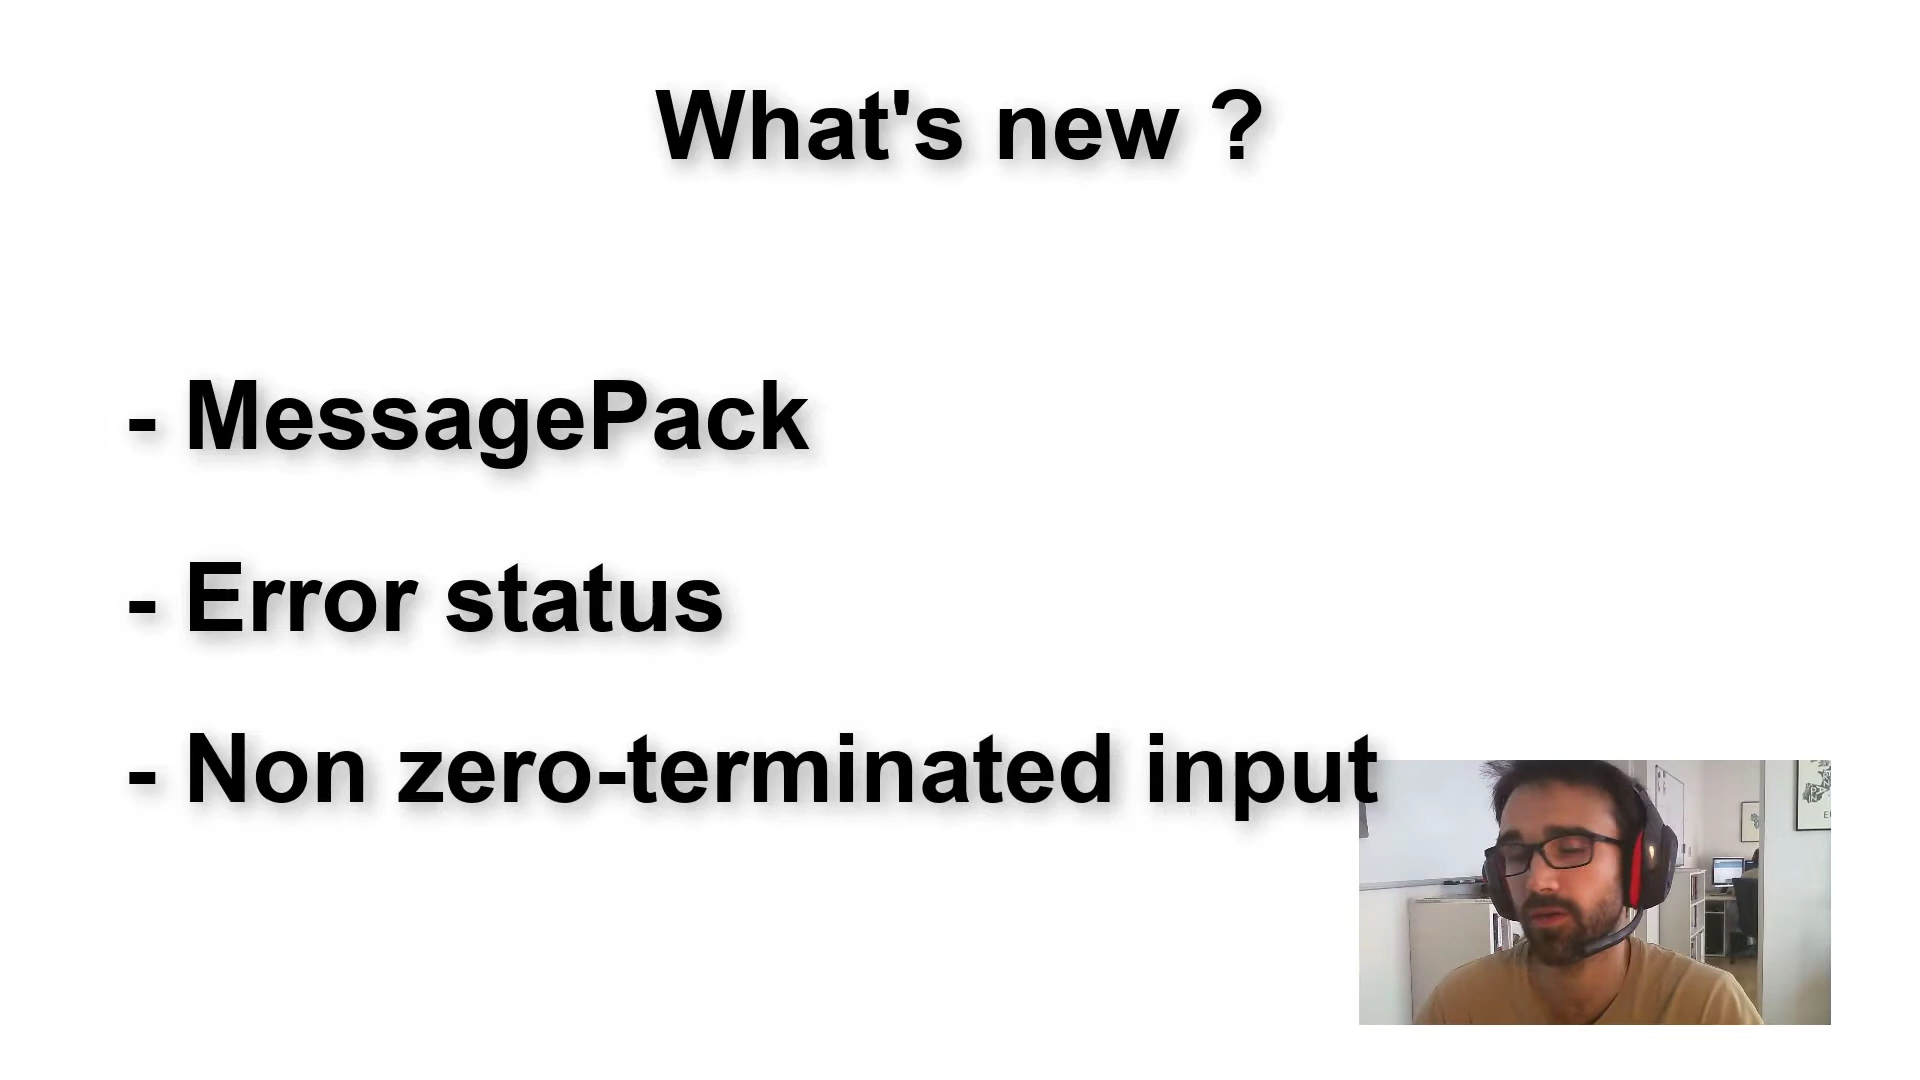 What's new ?
- MessagePack
- Error status
- Non zero-terminated input